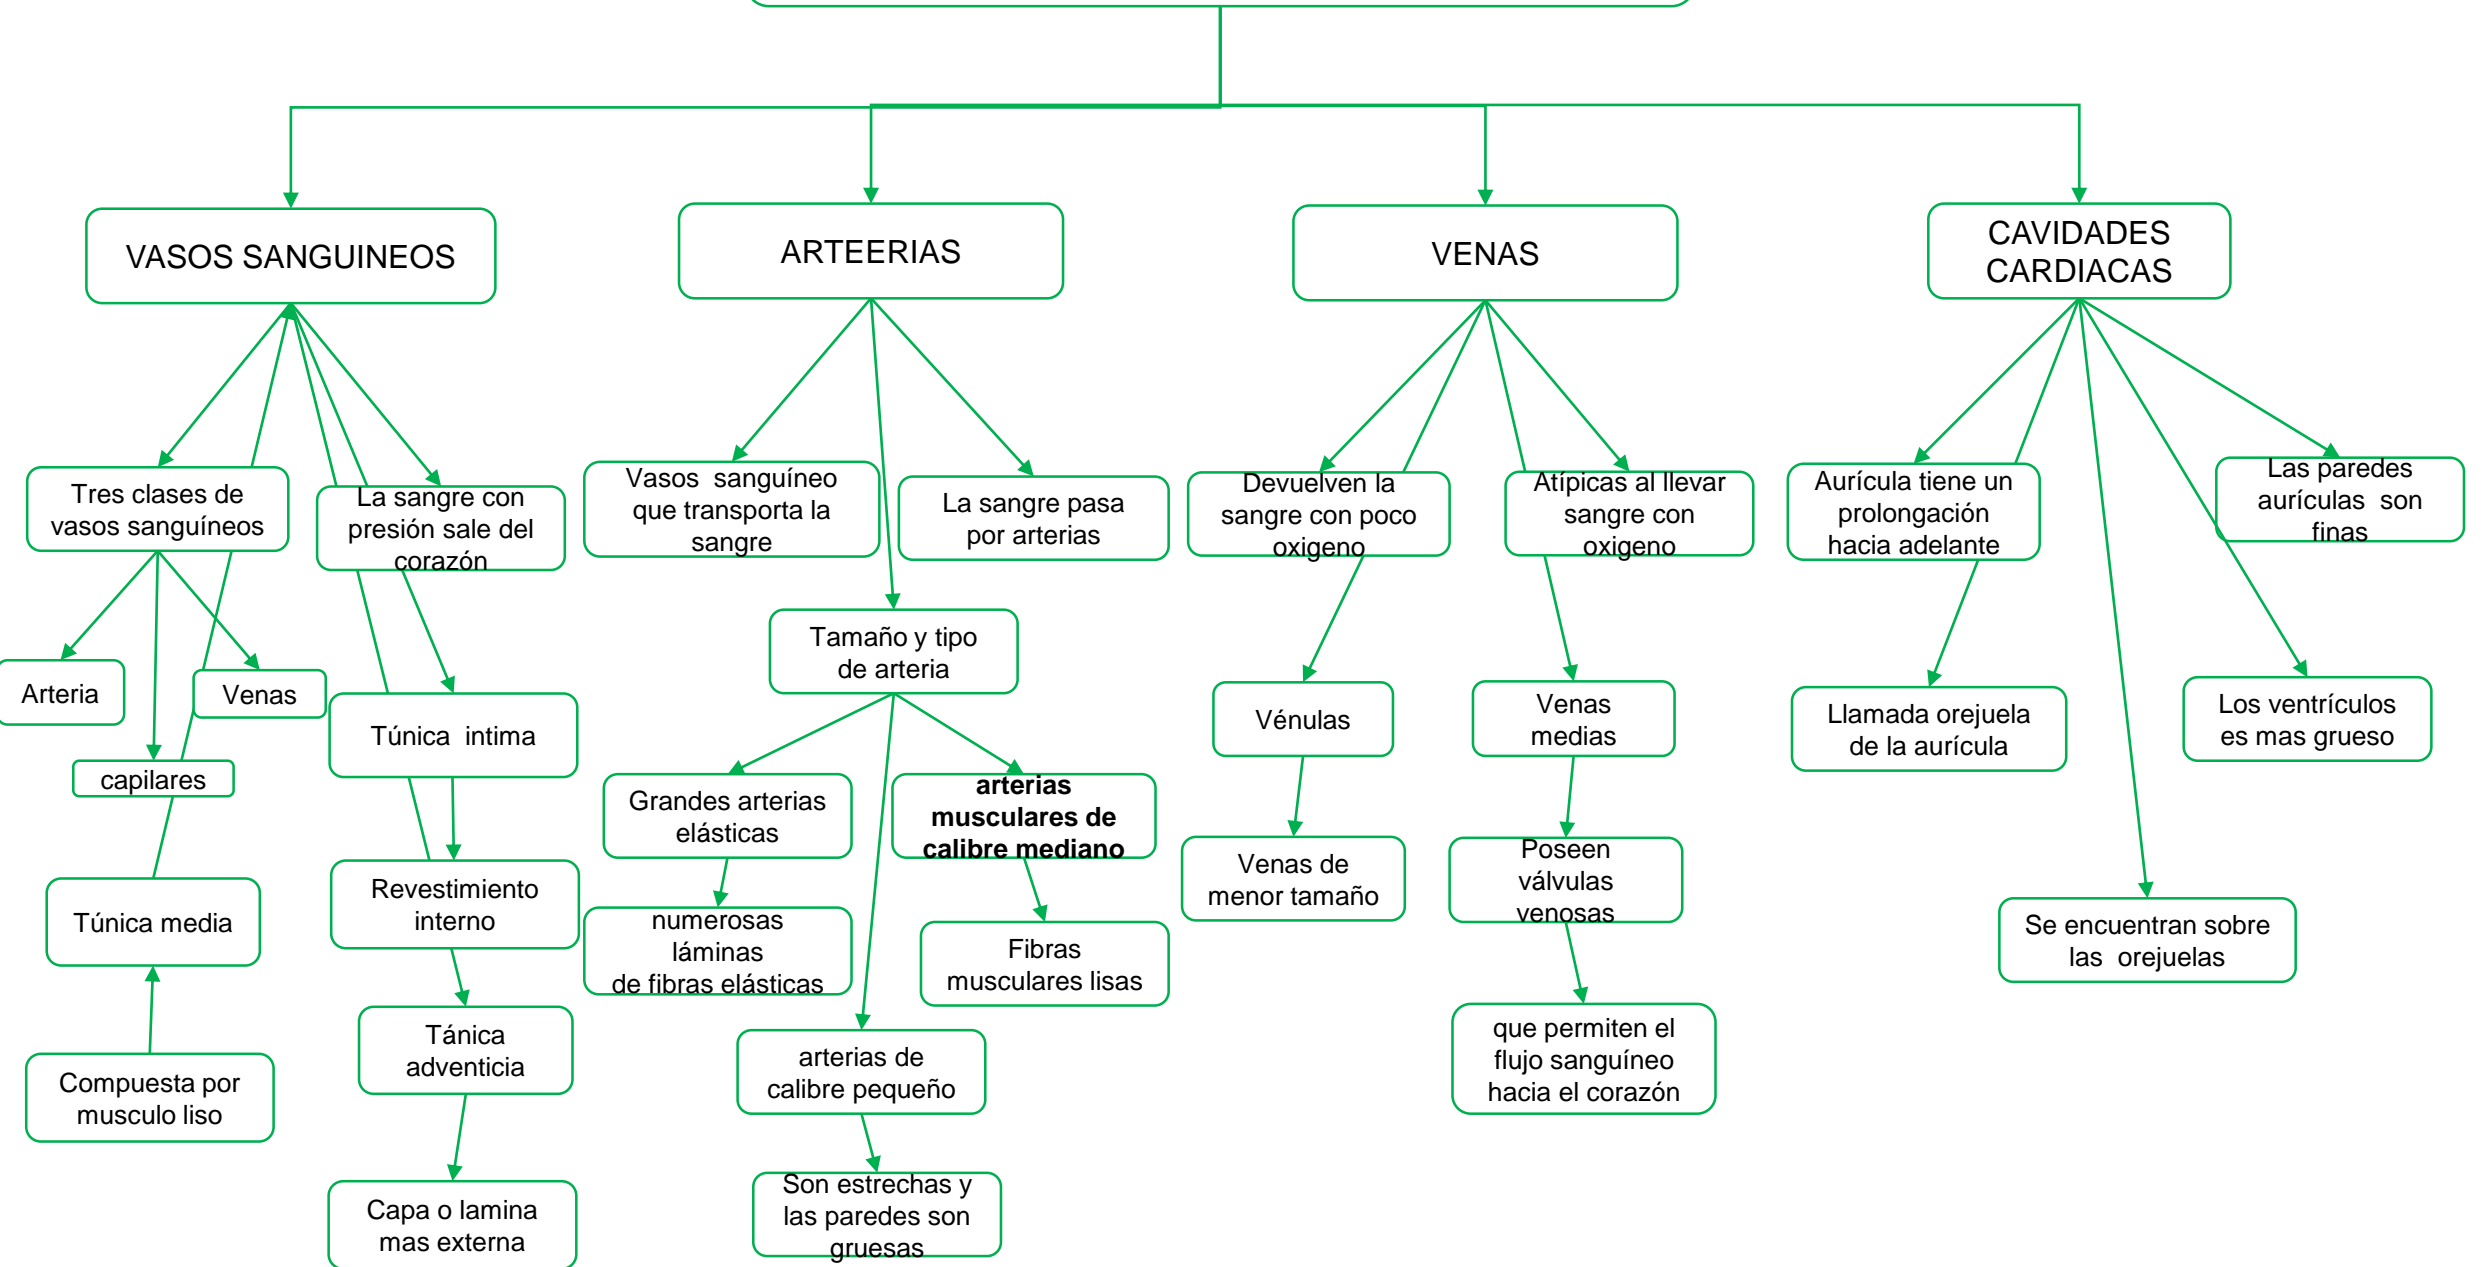 VASOS SANGUINEOS
ARTEERIAS
VENAS
CAVIDADES
CARDIACAS
Tres clases de
vasos sanguíneos
La sangre con
presión sale del
corazón
Arteria
Venas
capilares
Túnica intima
Túnica media
Revestimiento
interno
Compuesta por
musculo liso
Tánica
adventicia
Capa o lamina
mas externa
Vasos sanguíneo
que transporta la
sangre
La sangre pasa
por arterias
Tamaño y tipo
de arteria
Grandes arterias
elásticas
arterias
musculares de
calibre mediano
numerosas
láminas
de fibras elásticas
Fibras
musculares lisas
arterias de
calibre pequeño
Son estrechas y
las paredes son
gruesas
Devuelven la
sangre con poco
oxigeno
Atípicas al llevar
sangre con
oxigeno
Vénulas
Venas
medias
Venas de
menor tamaño
Poseen
válvulas
venosas
que permiten el
flujo sanguíneo
hacia el corazón
Aurícula tiene un
prolongación
hacia adelante
Las paredes
aurículas son
finas
Llamada orejuela
de la aurícula
Los ventrículos
es mas grueso
Se encuentran sobre
las orejuelas